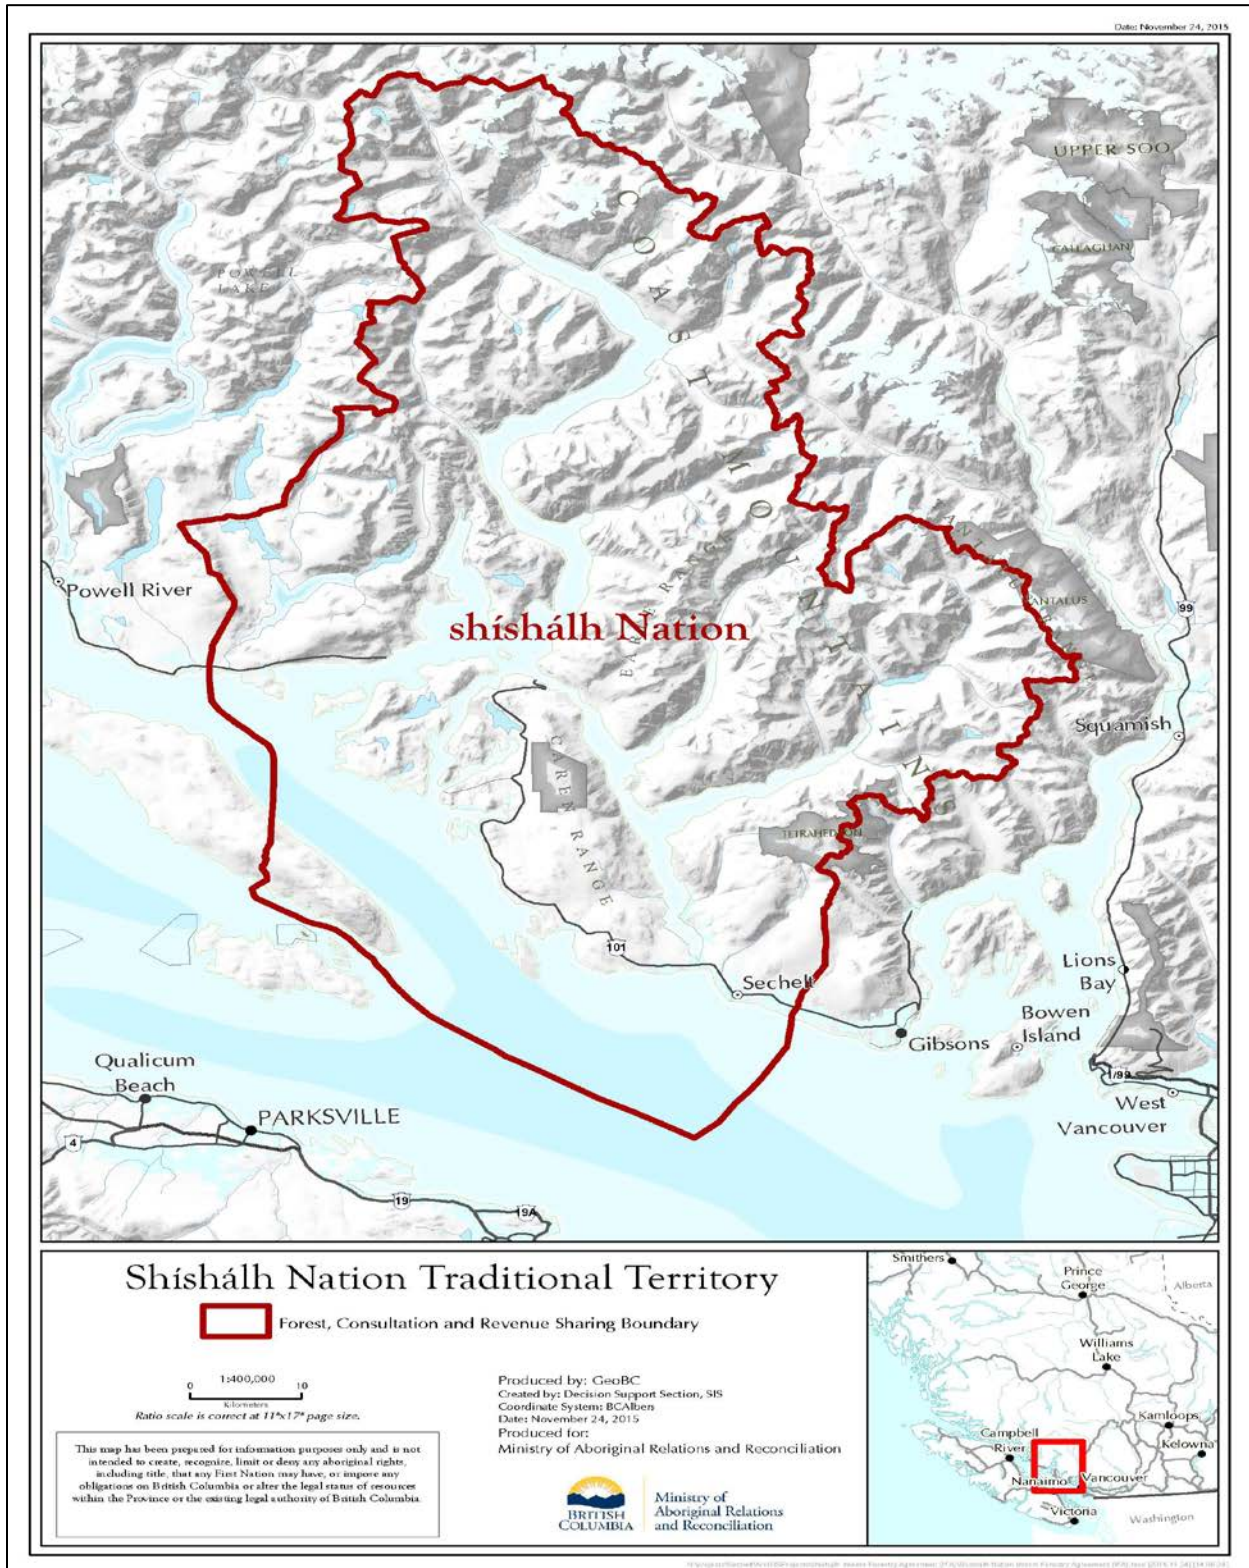 Date: November 24, 2015
UPPER SOO
CALLAGHAN
POWELL
LAKE
COAST MOUNTAINS
Powell River
shíshálh Nation
EARLE RANGE
TANTALUS
99
Squamish
CAREN RANGE
TETRAHEDRON
101
Sechelt
Gibsons
Lions
Bay
Bowen
Island
1/99
West
Vancouver
Qualicum
Beach
PARKSVILLE
4
19
19A
Shíshálh Nation Traditional Territory
Forest, Consultation and Revenue Sharing Boundary
1:400,000
0 10
Kilometers
Ratio scale is correct at 11"x17" page size.
Produced by: GeoBC
Created by: Decision Support Section, SIS
Coordinate System: BCAlbers
Date: November 24, 2015
Produced for:
Ministry of Aboriginal Relations and Reconciliation
This map has been prepared for information purposes only and is not
intended to create, recognize, limit or deny any aboriginal rights,
including title, that any First Nation may have, or impose any
obligations on British Columbia or alter the legal status of resources
within the Province or the existing legal authority of British Columbia.
BRITISH
COLUMBIA
Ministry of
Aboriginal Relations
and Reconciliation
Smithers
Prince
George
Alberta
Williams
Lake
Kamloops
Campbell
River
Kelowna
Nanaimo
Vancouver
Victoria
Washington